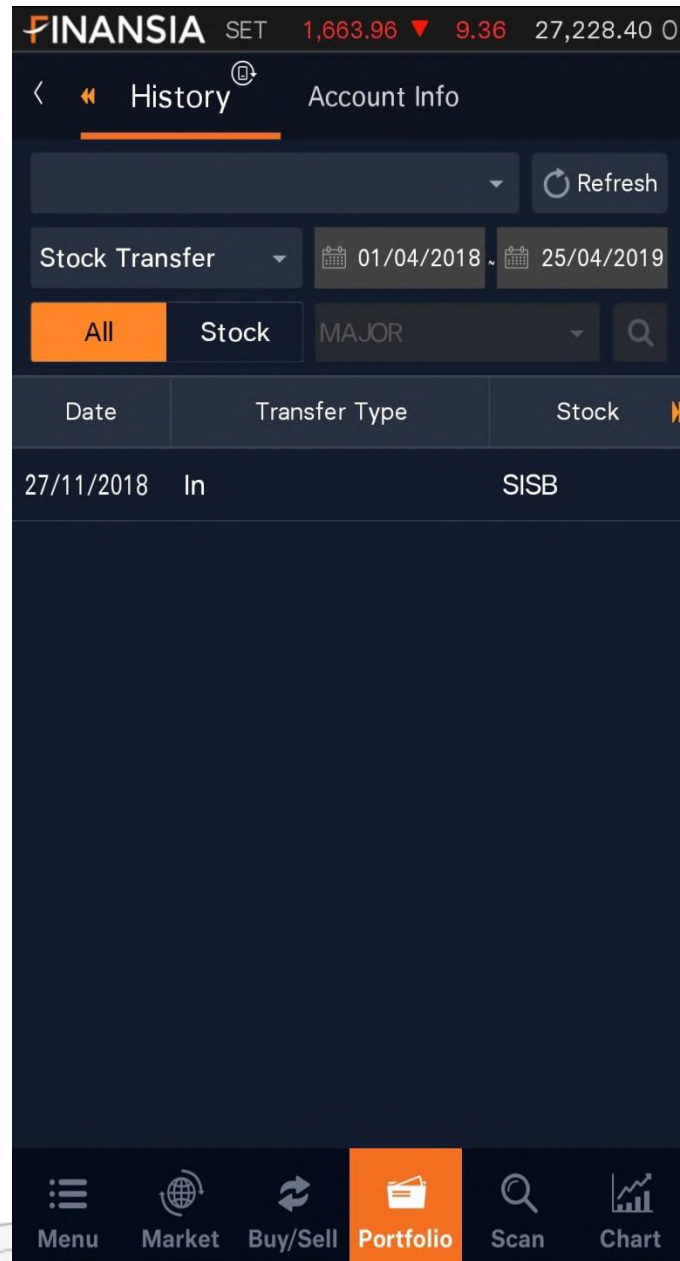 FINANSIA SET 1,663.96 ▼ 9.36 27,228.40 O
History Account Info
Refresh
Stock Transfer 01/04/2018 ~ 25/04/2019
All Stock MAJOR
Date Transfer Type Stock
27/11/2018 In SISB
Menu Market Buy/Sell Portfolio Scan Chart